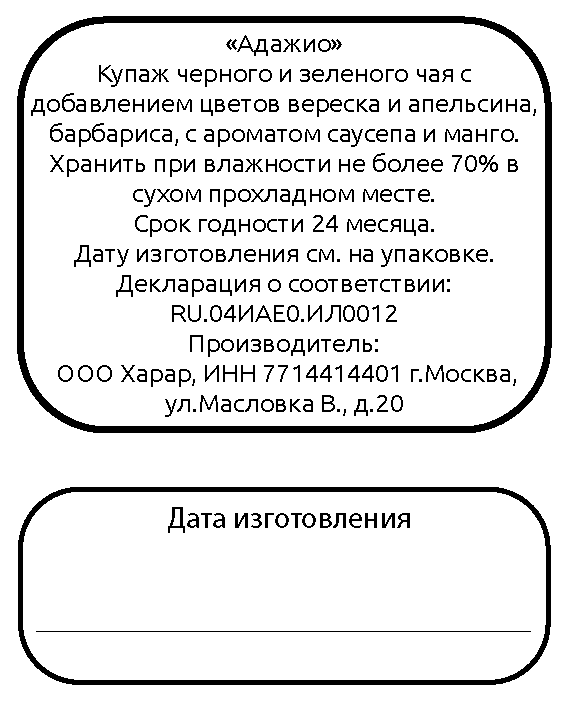 «Адажио»
Купаж черного и зеленого чая с
добавлением цветов вереска и апельсина,
барбариса, с ароматом саусепа и манго.
Хранить при влажности не более 70% в
сухом прохладном месте.
Срок годности 24 месяца.
Дату изготовления см. на упаковке.
Декларация о соответствии:
RU.04ИАЕ0.ИЛ0012
Производитель:
ООО Харар, ИНН 7714414401 г.Москва,
ул.Масловка В., д.20
Дата изготовления